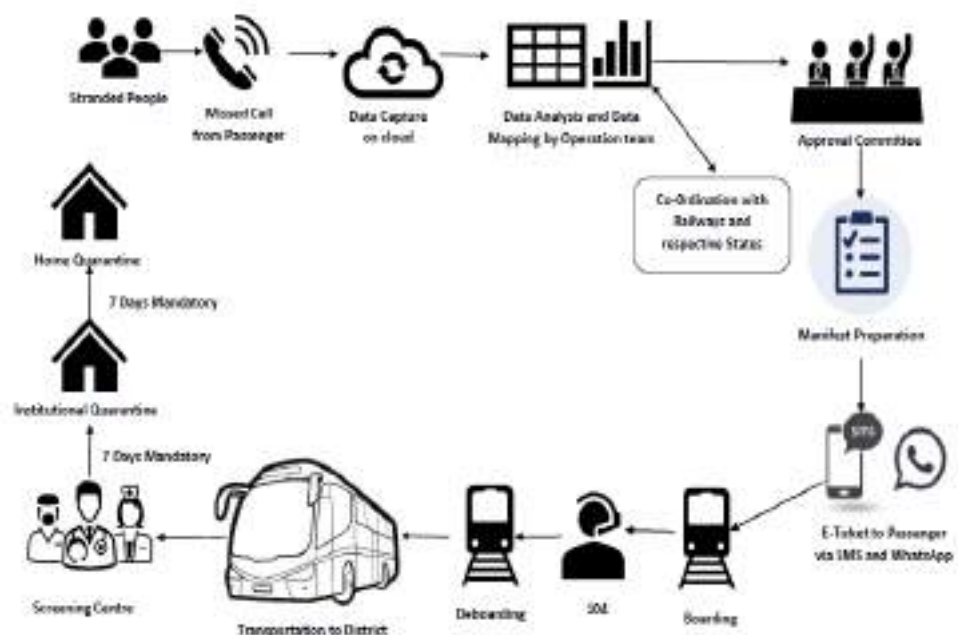 Stranded People
Missed Call
from Passenger
Data Capture
on cloud
Data Analysis and Data
Mapping by Operation team
Approval Committee
Co-Ordination with
Railways and
respective States
Manifest Preparation
SMS
E-Ticket to Passenger
via SMS and WhatsApp
Boarding
104
Deboarding
Transportation to District
Screening Centre
7 Days Mandatory
Institutional Quarantine
7 Days Mandatory
Home Quarantine